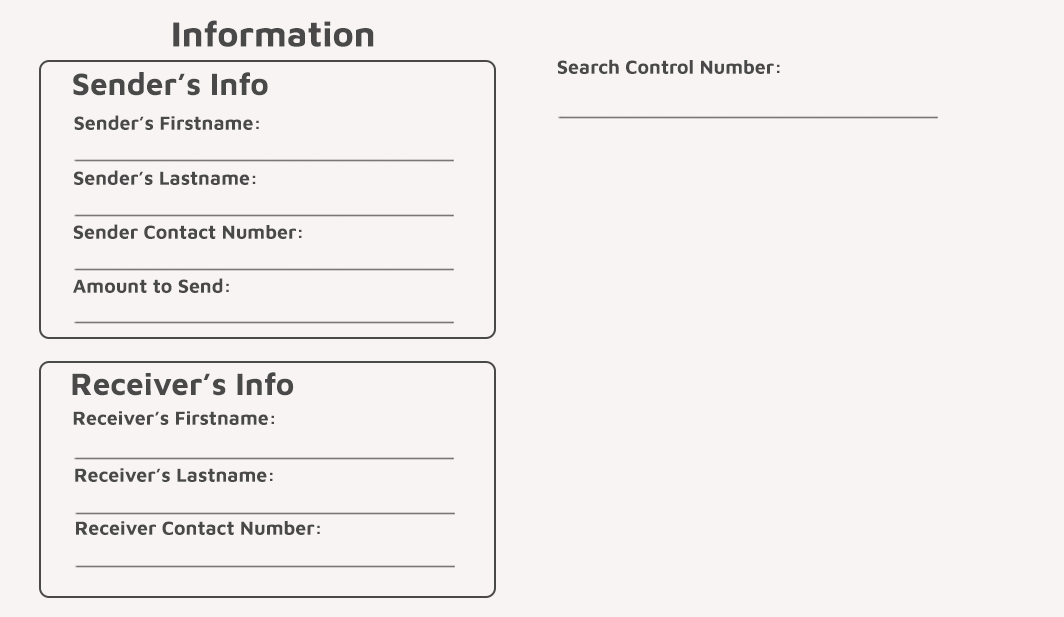 Information
Sender’s Info
Sender’s Firstname:
Sender’s Lastname:
Sender Contact Number:
Amount to Send:
Receiver’s Info
Receiver’s Firstname:
Receiver’s Lastname:
Receiver Contact Number:
Search Control Number: